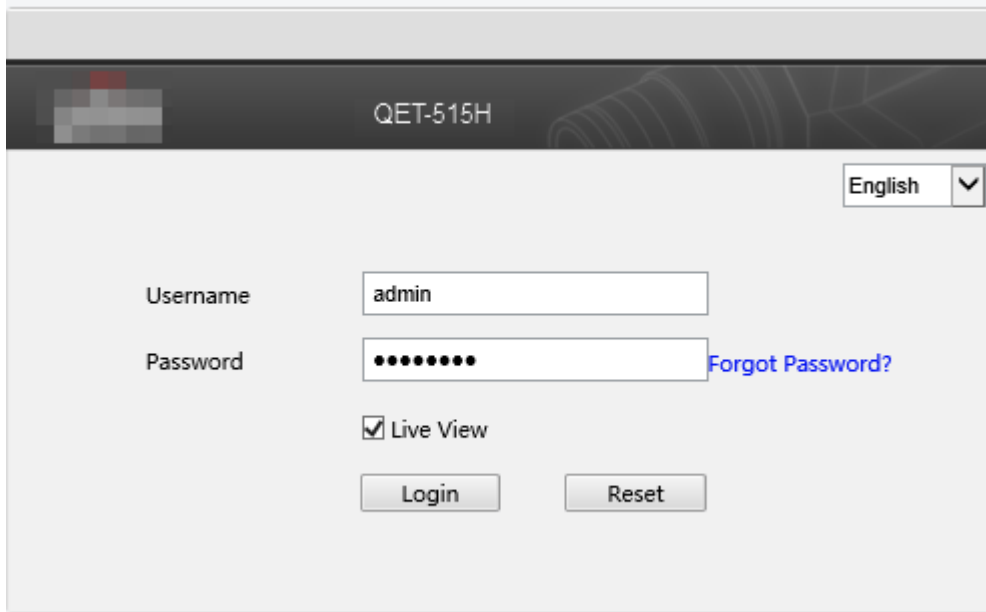 QET-515H
English
Username admin
Password ●●●●●●●● Forgot Password?
Live View
Login Reset